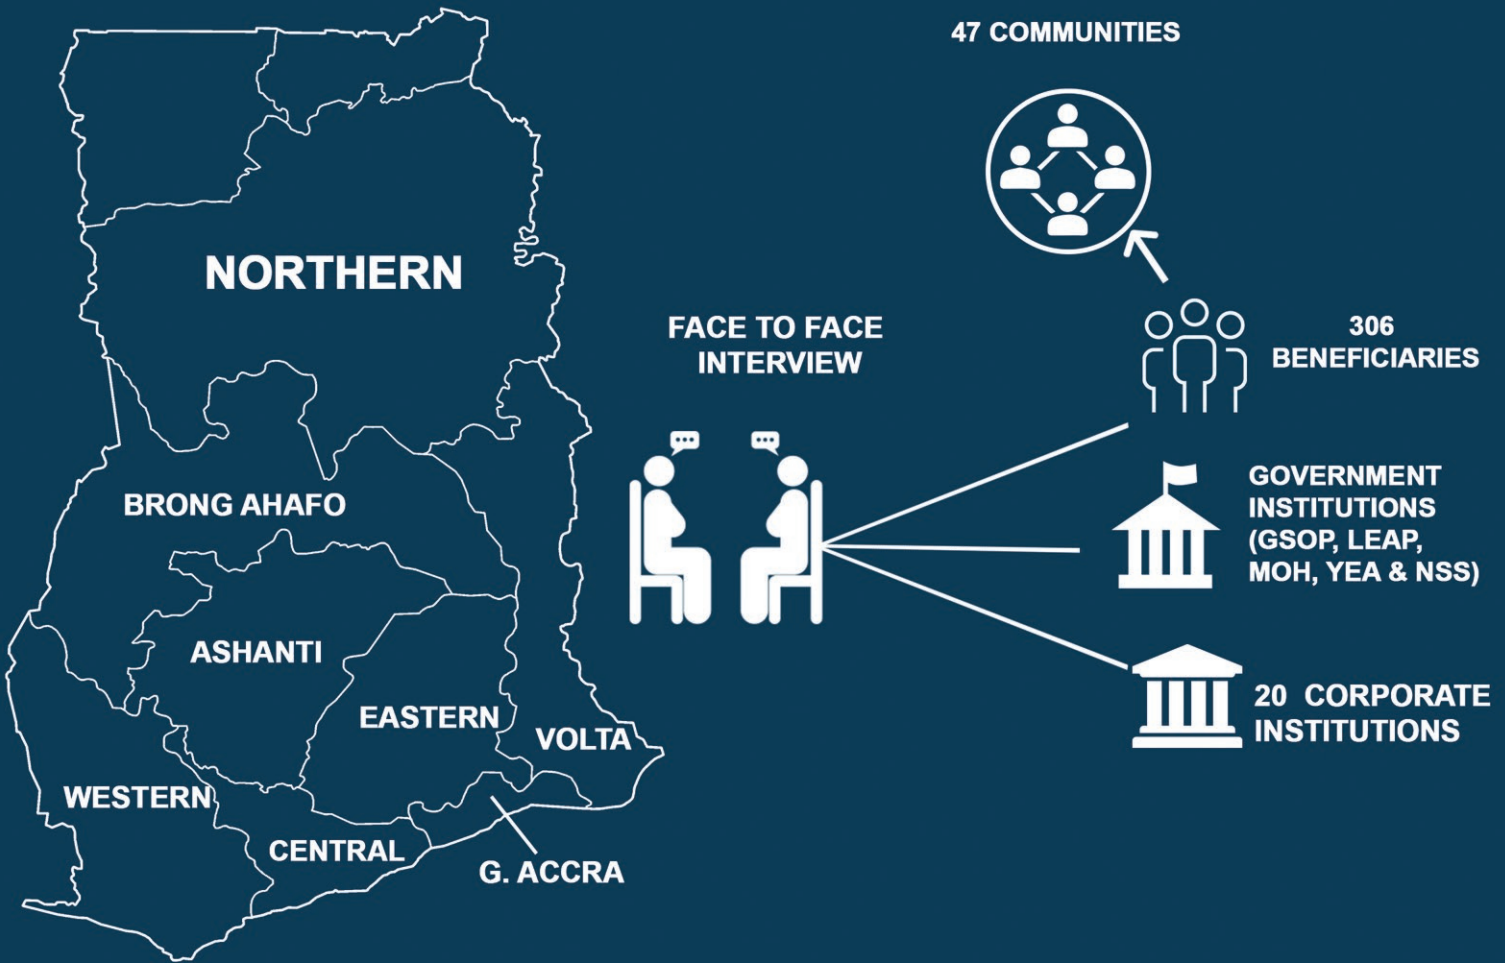 47 COMMUNITIES
NORTHERN
FACE TO FACE
INTERVIEW
306
BENEFICIARIES
BRONG AHAFO
GOVERNMENT
INSTITUTIONS
(GSOP, LEAP,
MOH, YEA & NSS)
ASHANTI
EASTERN
VOLTA
20 CORPORATE
INSTITUTIONS
WESTERN
CENTRAL
G. ACCRA